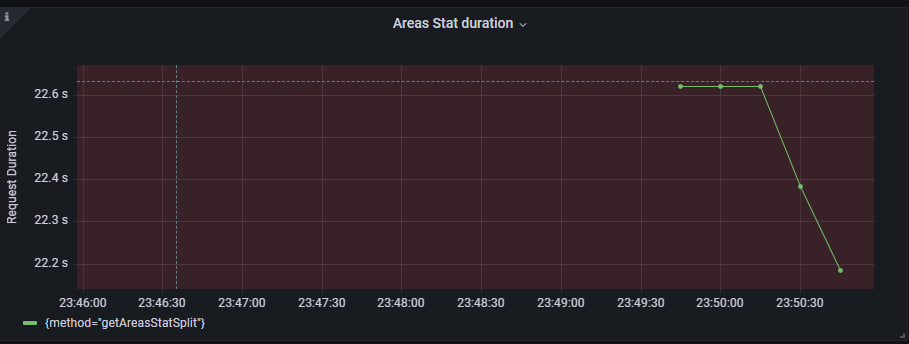 Areas Stat duration
Request Duration
22.6 s
22.5 s
22.4 s
22.3 s
22.2 s
23:46:00 23:46:30 23:47:00 23:47:30 23:48:00 23:48:30 23:49:00 23:49:30 23:50:00 23:50:30
{method="getAreasStatSplit"}